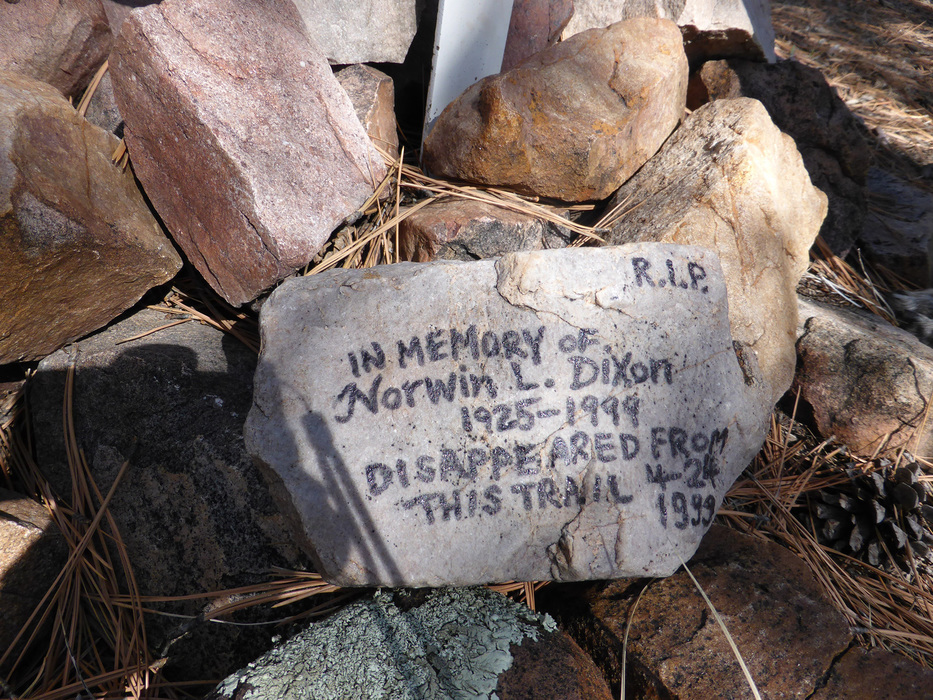 R.I.P.
IN MEMORY OF
Norwin L. Dixon
1925-1999
DISAPPEARED FROM
THIS TRAIL 4-24
1999